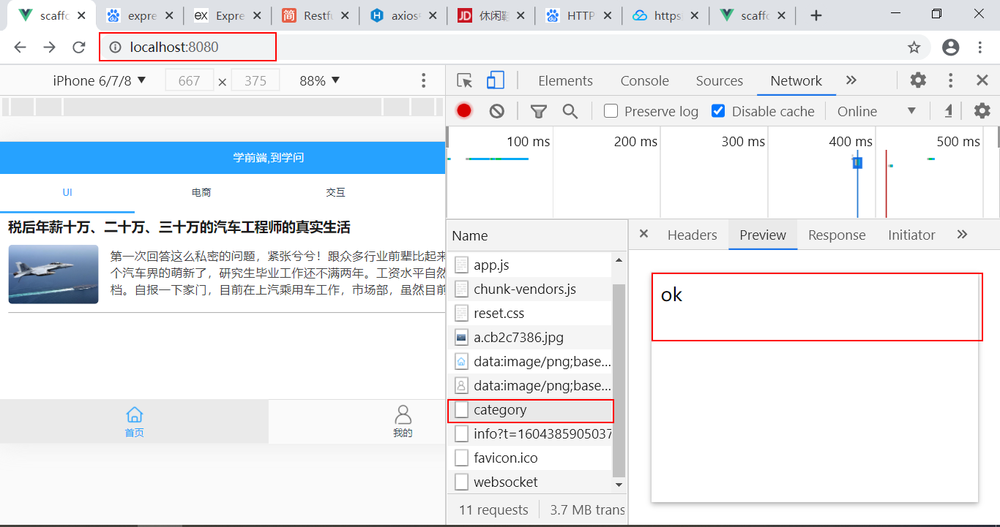 scaffc
expre
Expre
Restfu
axios
休闲鞋
HTTP
https
scaffc
localhost:8080
iPhone 6/7/8
667 × 375
88%
Elements
Console
Sources
Network
Preserve log
Disable cache
Online
100 ms
200 ms
300 ms
400 ms
500 ms
学前端,到学问
UI
电商
交互
税后年薪十万、二十万、三十万的汽车工程师的真实生活
第一次回答这么私密的问题，紧张兮兮！跟众多行业前辈比起来
个汽车界的萌新了，研究生毕业工作还不满两年。工资水平自然
档。自报一下家门，目前在上汽乘用车工作，市场部，虽然目前
首页
我的
Name
app.js
chunk-vendors.js
reset.css
a.cb2c7386.jpg
data:image/png;base...
data:image/png;base...
category
info?t=1604385905037
favicon.ico
websocket
11 requests
3.7 MB trans
Headers
Preview
Response
Initiator
ok